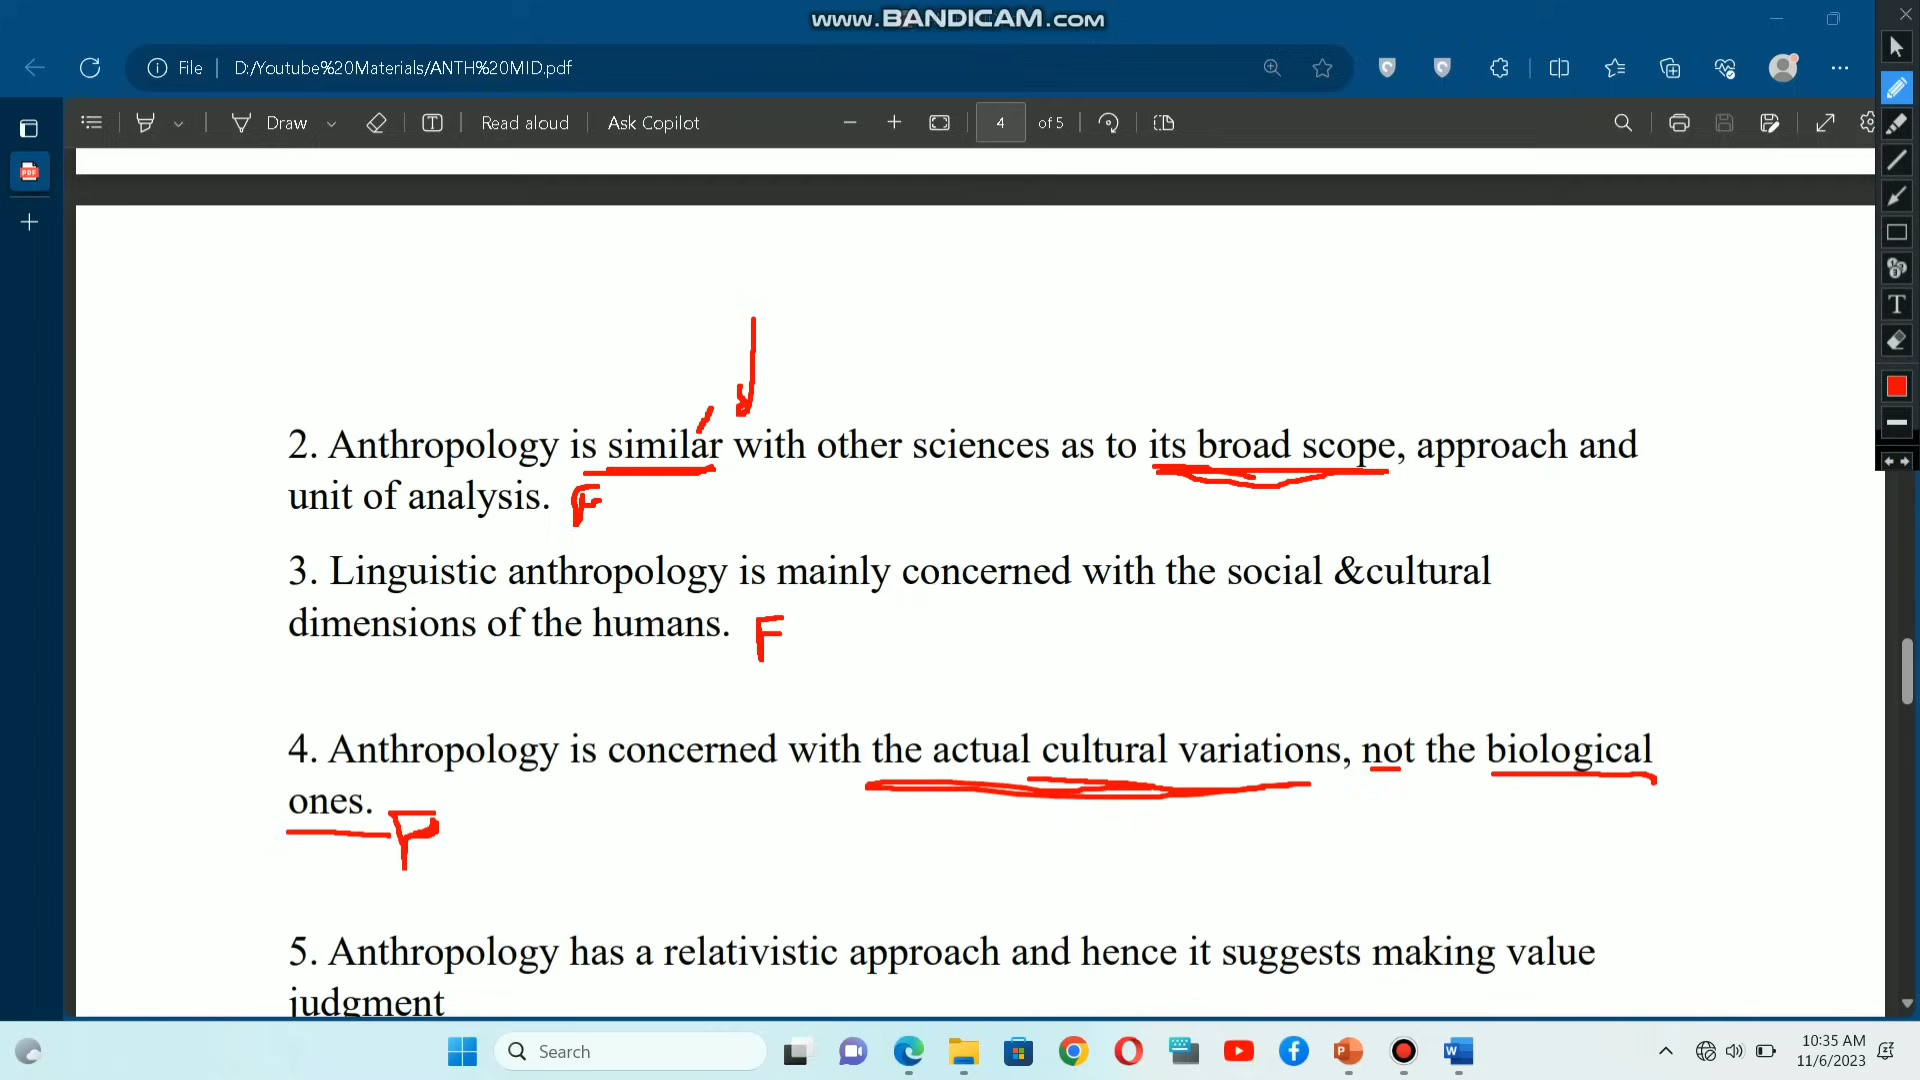 www.BANDICAM.com
File | D:/Youtube%20Materials/ANTH%20MID.pdf
Draw
Read aloud
Ask Copilot
4 of 5
2. Anthropology is similar with other sciences as to its broad scope, approach and
unit of analysis. F
3. Linguistic anthropology is mainly concerned with the social &cultural
dimensions of the humans. F
4. Anthropology is concerned with the actual cultural variations, not the biological
ones. F
5. Anthropology has a relativistic approach and hence it suggests making value
judgment
Search
10:35 AM
11/6/2023